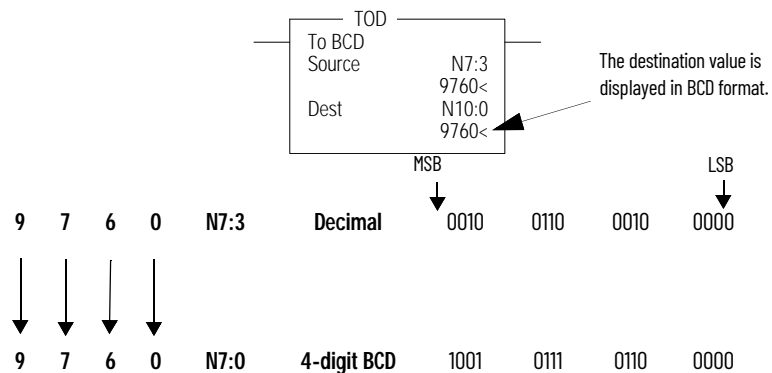 TOD
To BCD
Source N7:3
9760<
Dest N10:0
9760<
The destination value is
displayed in BCD format.
MSB LSB
9 7 6 0 N7:3 Decimal 0010 0110 0010 0000
9 7 6 0 N7:0 4-digit BCD 1001 0111 0110 0000